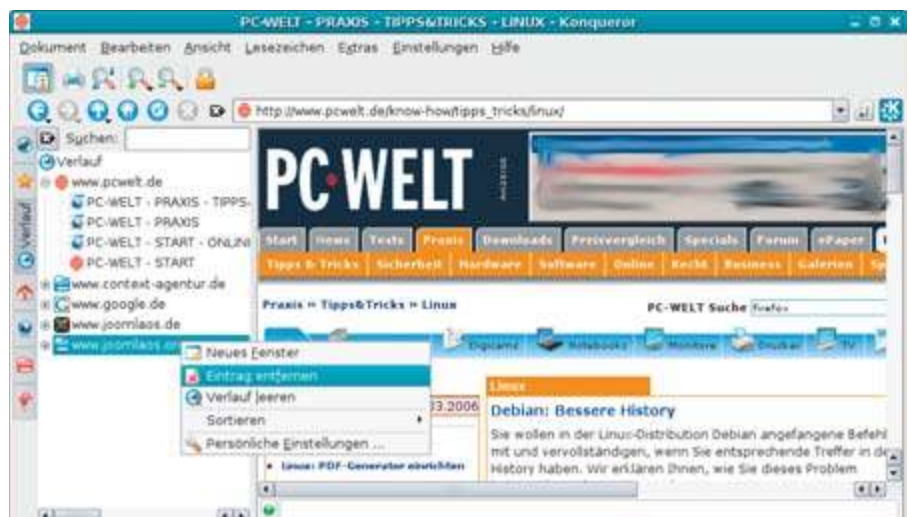 PC-WELT - PRAXIS - TIPPS&TRICKS - LINUX - Konqueror
Dokument Bearbeiten Ansicht Lesezeichen Extras Einstellungen Hilfe
http://www.pcwelt.de/know-how/tipps_tricks/linux/
Suchen:
Verlauf
Verlauf
www.pcwelt.de
PC-WELT - PRAXIS - TIPPS-
PC-WELT - PRAXIS
PC-WELT - START - ONLINE
PC-WELT - START
www.context-agentur.de
www.google.de
www.joomlaos.de
www.joomlaos.or
Neues Fenster
Eintrag entfernen
Verlauf leeren
Sortieren
Persönliche Einstellungen ...
PC WELT
ANZEIGE
Start News Tests Praxis Downloads Preisvergleich Specials Forum ePaper
Tipps & Tricks Sicherheit Hardware Software Online Recht Business Galerien
Praxis » Tipps&Tricks » Linux
PC-WELT Suche firefox
Digicams Notebooks Monitore Drucker TV
03.2006
Linux: PDF-Generator einrichten
Linux
Debian: Bessere History
Sie wollen in der Linux-Distribution Debian angefangene Befehl
mit und vervollständigen, wenn Sie entsprechende Treffer in de
History haben. Wir erklären Ihnen, wie Sie dieses Problem